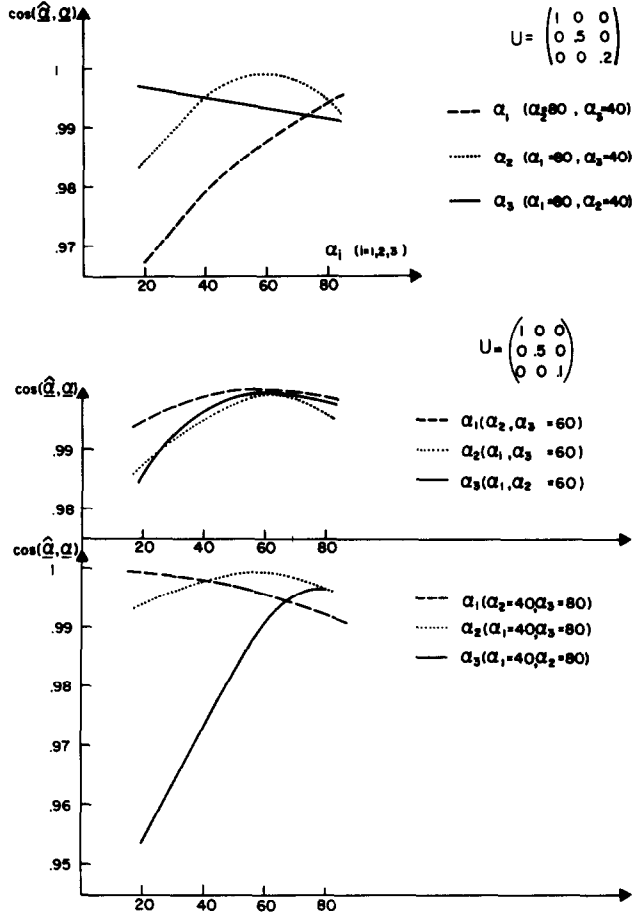 cos(α̂,α)
U= (1 0 0
0 .5 0
0 0 .2)
1
.99
.98
.97
20 40 60 80
αi (i=1,2,3)
α1 (α2=80 , α3=40)
α2 (α1=80 , α3=40)
α3 (α1=80 , α2=40)
U= (1 0 0
0 .5 0
0 0 .1)
cos(α̂,α)
.99
.98
20 40 60 80
α1(α2,α3 =60)
α2(α1,α3 =60)
α3(α1,α2 =60)
cos(α̂,α)
1
.99
.98
.97
.96
.95
20 40 60 80
α1(α2=40,α3=80)
α2(α1=40,α3=80)
α3(α1=40,α2=80)